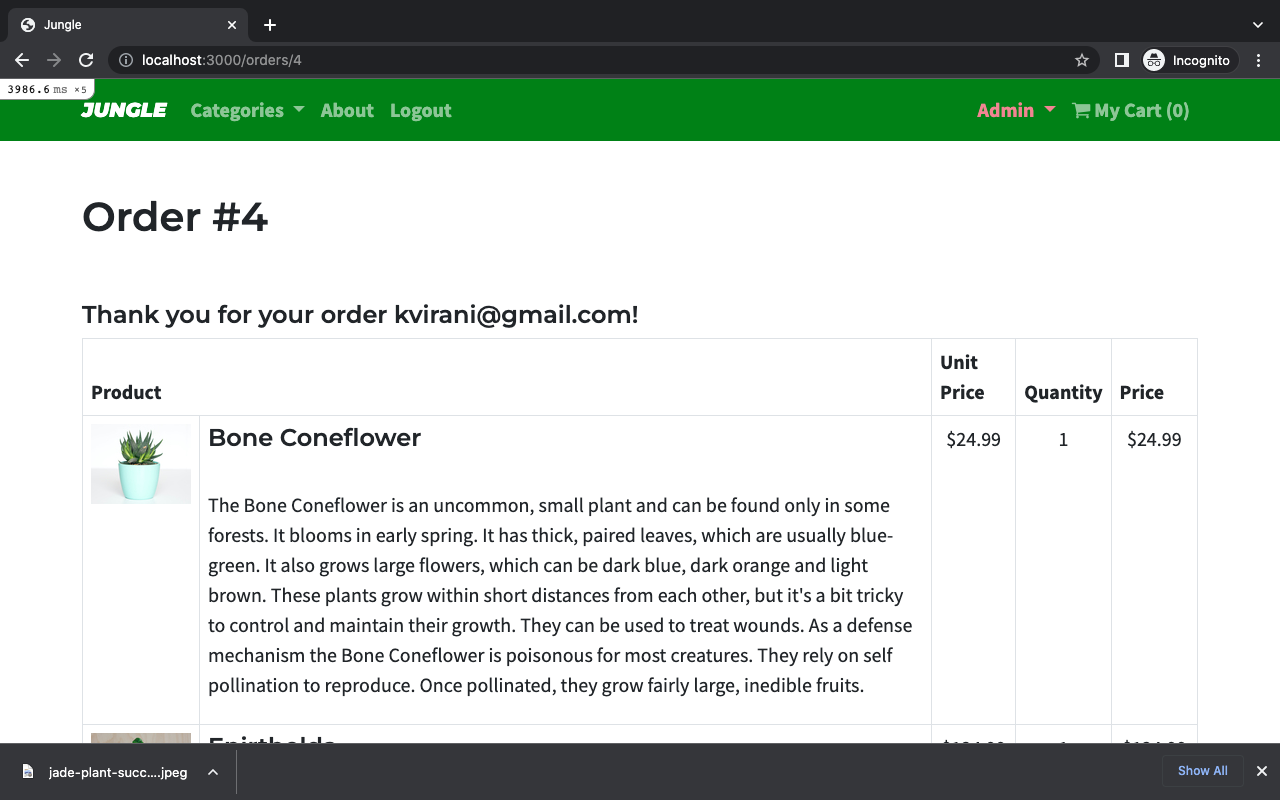 Jungle
localhost:3000/orders/4
Incognito
3986.6 ms ×5
JUNGLE Categories About Logout Admin My Cart (0)
Order #4
Thank you for your order kvirani@gmail.com!
Product Unit Price Quantity Price
Bone Coneflower $24.99 1 $24.99
The Bone Coneflower is an uncommon, small plant and can be found only in some
forests. It blooms in early spring. It has thick, paired leaves, which are usually blue-
green. It also grows large flowers, which can be dark blue, dark orange and light
brown. These plants grow within short distances from each other, but it's a bit tricky
to control and maintain their growth. They can be used to treat wounds. As a defense
mechanism the Bone Coneflower is poisonous for most creatures. They rely on self
pollination to reproduce. Once pollinated, they grow fairly large, inedible fruits.
jade-plant-succ....jpeg
Show All